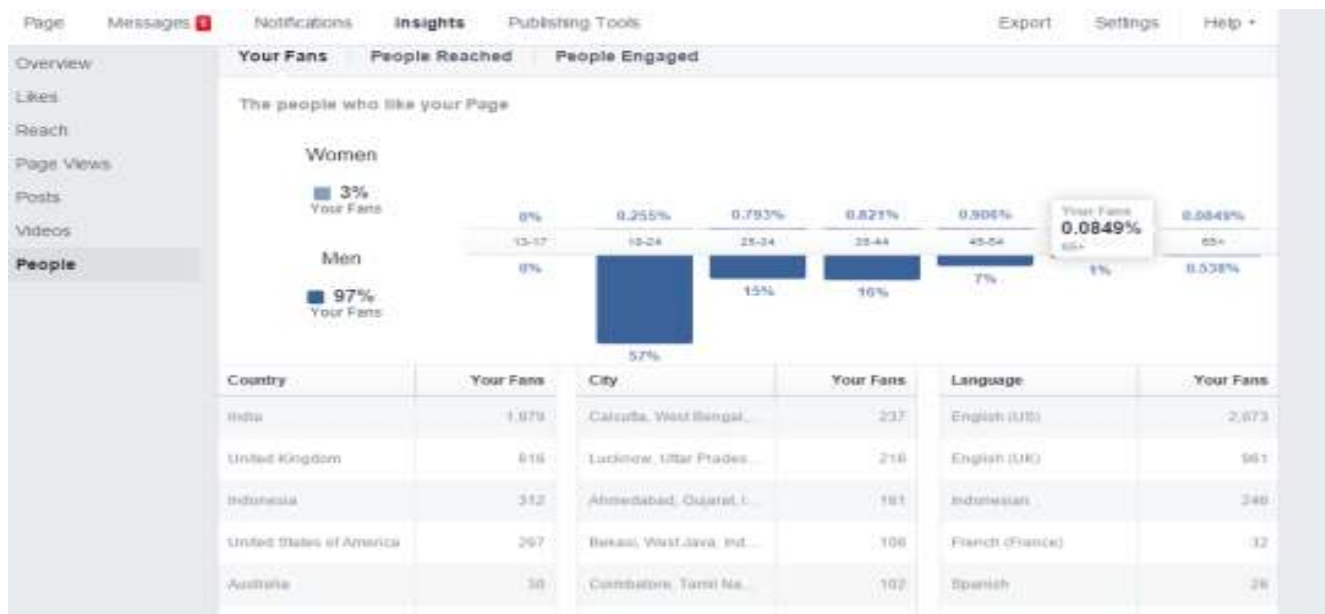 Page Messages Notifications Insights Publishing Tools Export Settings Help
Overview
Likes
Reach
Page Views
Posts
Videos
People
Your Fans People Reached People Engaged
The people who like your Page
Women
3%
Your Fans
0% 0.255% 0.793% 0.821% 0.906% 0.0849%
Your Fans
0.0849%
65+
13-17 18-24 25-34 35-44 45-54 65+
Men
97%
Your Fans
0% 57% 15% 16% 7% 1% 0.538%
Country Your Fans City Your Fans Language Your Fans
India Calcutta, West Bengal,... 237 English (US)
United Kingdom 616 Lucknow, Uttar Prades... 216 English (UK) 961
Indonesia 312 Ahmedabad, Gujarat, I... Indonesian
United States of America Bekasi, West Java, Ind... French (France) 32
Australia Coimbatore, Tamil Na... 102 Spanish